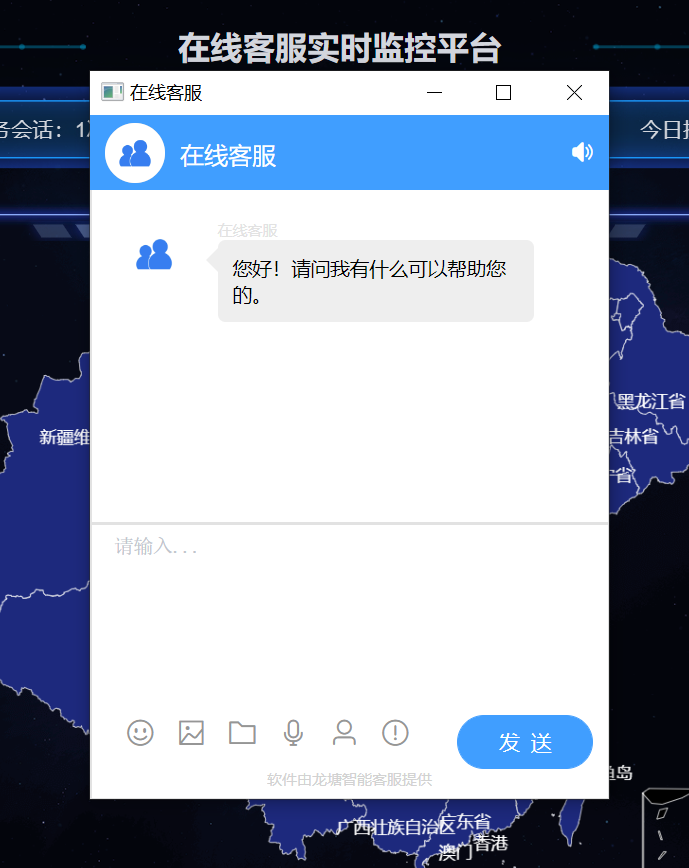 在线客服实时监控平台
在线客服
务会话：1
今日
在线客服
在线客服
您好！请问我有什么可以帮助您
的。
黑龙江省
新疆维
吉林省
省
请输入...
发 送
鱼岛
软件由龙塘智能客服提供
广东省
广西壮族自治区
香港
澳门